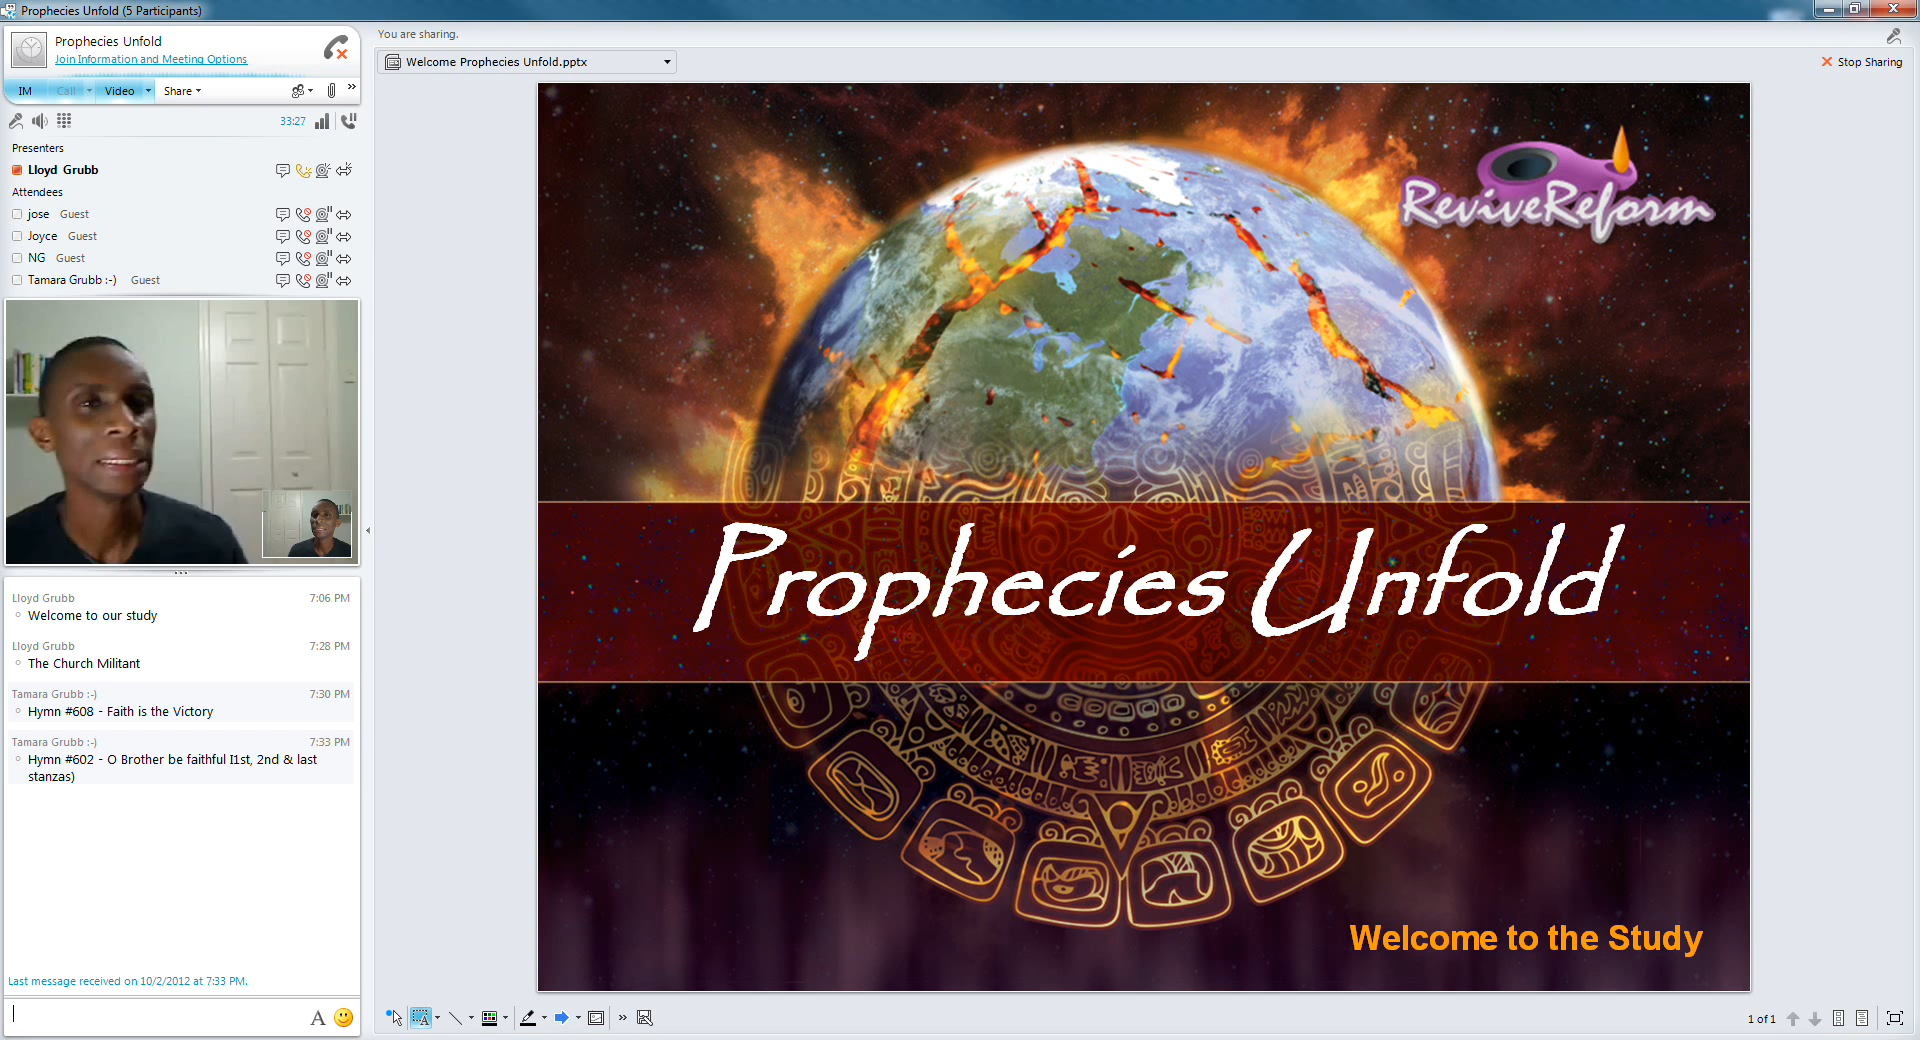 Prophecies Unfold (5 Participants)
Prophecies Unfold
Join Information and Meeting Options
IM Call Video Share
33:27
Presenters
Lloyd Grubb
Attendees
jose Guest
Joyce Guest
NG Guest
Tamara Grubb :-) Guest
Lloyd Grubb 7:06 PM
Welcome to our study
Lloyd Grubb 7:28 PM
The Church Militant
Tamara Grubb :-) 7:30 PM
Hymn #608 - Faith is the Victory
Tamara Grubb :-) 7:33 PM
Hymn #602 - O Brother be faithful I1st, 2nd & last
stanzas)
Last message received on 10/2/2012 at 7:33 PM.
A
You are sharing.
Welcome Prophecies Unfold.pptx
Stop Sharing
ReviveReform
Prophecies Unfold
Welcome to the Study
1 of 1